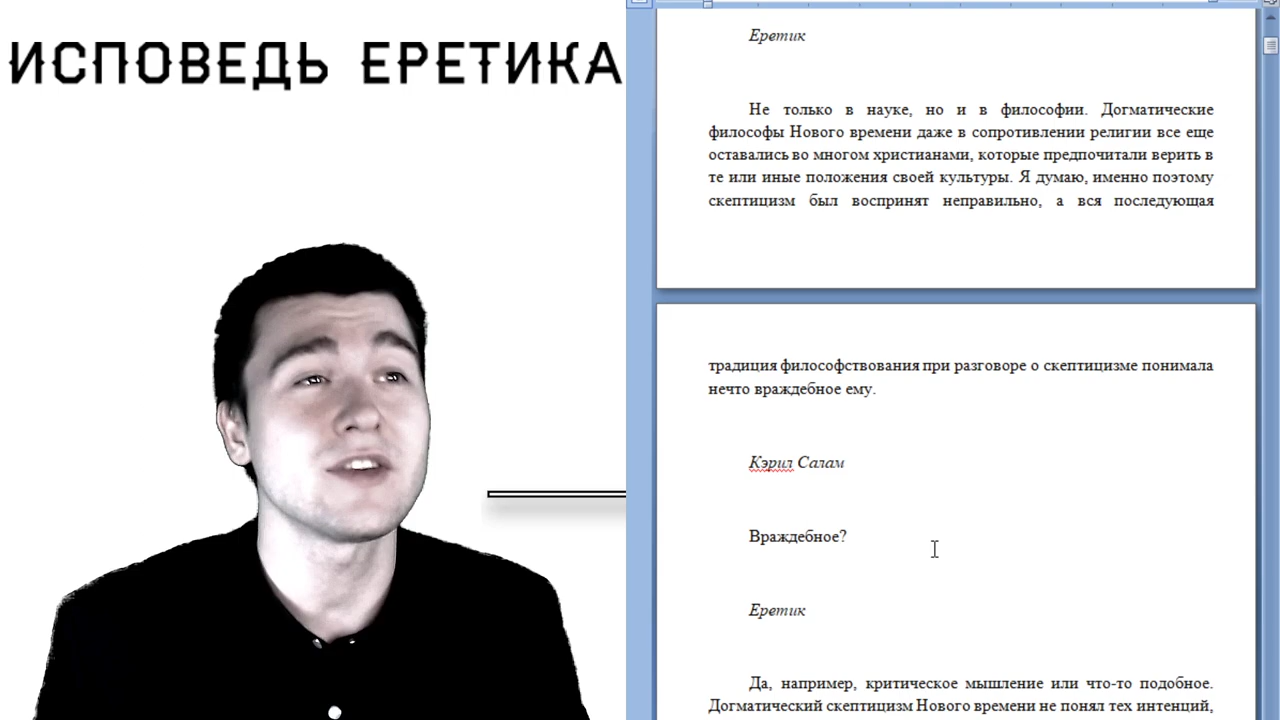 ИСПОВЕДЬ ЕРЕТИКА
Еретик
Не только в науке, но и в философии. Догматические
философы Нового времени даже в сопротивлении религии все еще
оставались во многом христианами, которые предпочитали верить в
те или иные положения своей культуры. Я думаю, именно поэтому
скептицизм был воспринят неправильно, а вся последующая
традиция философствования при разговоре о скептицизме понимала
нечто враждебное ему.
Кэрил Салам
Враждебное?
Еретик
Да, например, критическое мышление или что-то подобное.
Догматический скептицизм Нового времени не понял тех интенций,